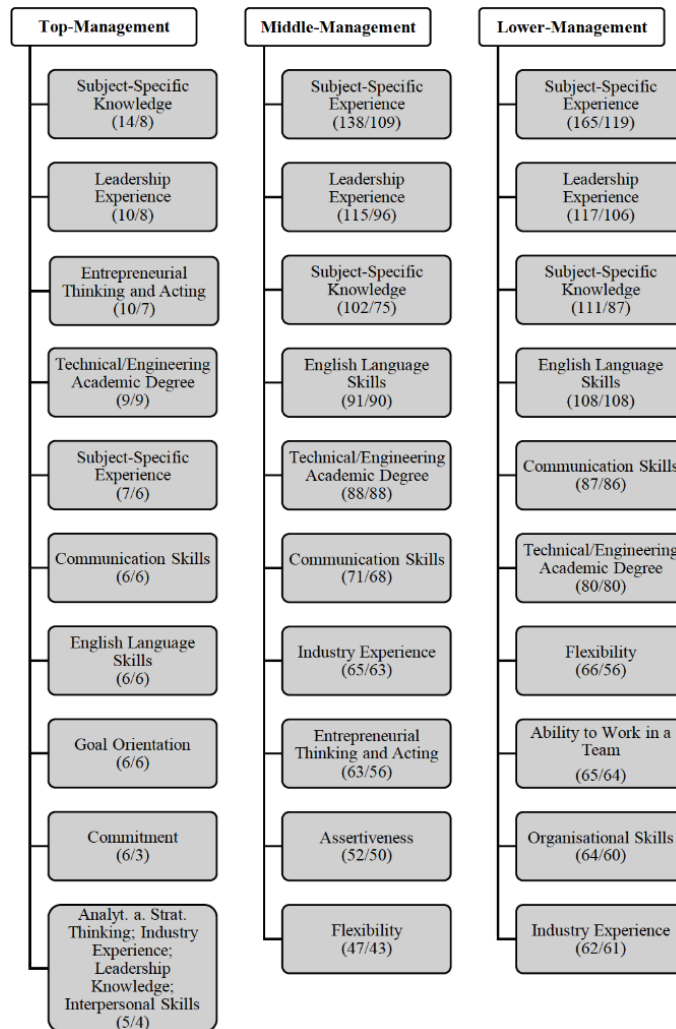 Top-Management
Subject-Specific
Knowledge
(14/8)
Leadership
Experience
(10/8)
Entrepreneurial
Thinking and Acting
(10/7)
Technical/Engineering
Academic Degree
(9/9)
Subject-Specific
Experience
(7/6)
Communication Skills
(6/6)
English Language
Skills
(6/6)
Goal Orientation
(6/6)
Commitment
(6/3)
Analyt. a. Strat.
Thinking; Industry
Experience;
Leadership
Knowledge;
Interpersonal Skills
(5/4)
Middle-Management
Subject-Specific
Experience
(138/109)
Leadership
Experience
(115/96)
Subject-Specific
Knowledge
(102/75)
English Language
Skills
(91/90)
Technical/Engineering
Academic Degree
(88/88)
Communication Skills
(71/68)
Industry Experience
(65/63)
Entrepreneurial
Thinking and Acting
(63/56)
Assertiveness
(52/50)
Flexibility
(47/43)
Lower-Management
Subject-Specific
Experience
(165/119)
Leadership
Experience
(117/106)
Subject-Specific
Knowledge
(111/87)
English Language
Skills
(108/108)
Communication Skills
(87/86)
Technical/Engineering
Academic Degree
(80/80)
Flexibility
(66/56)
Ability to Work in a
Team
(65/64)
Organisational Skills
(64/60)
Industry Experience
(62/61)